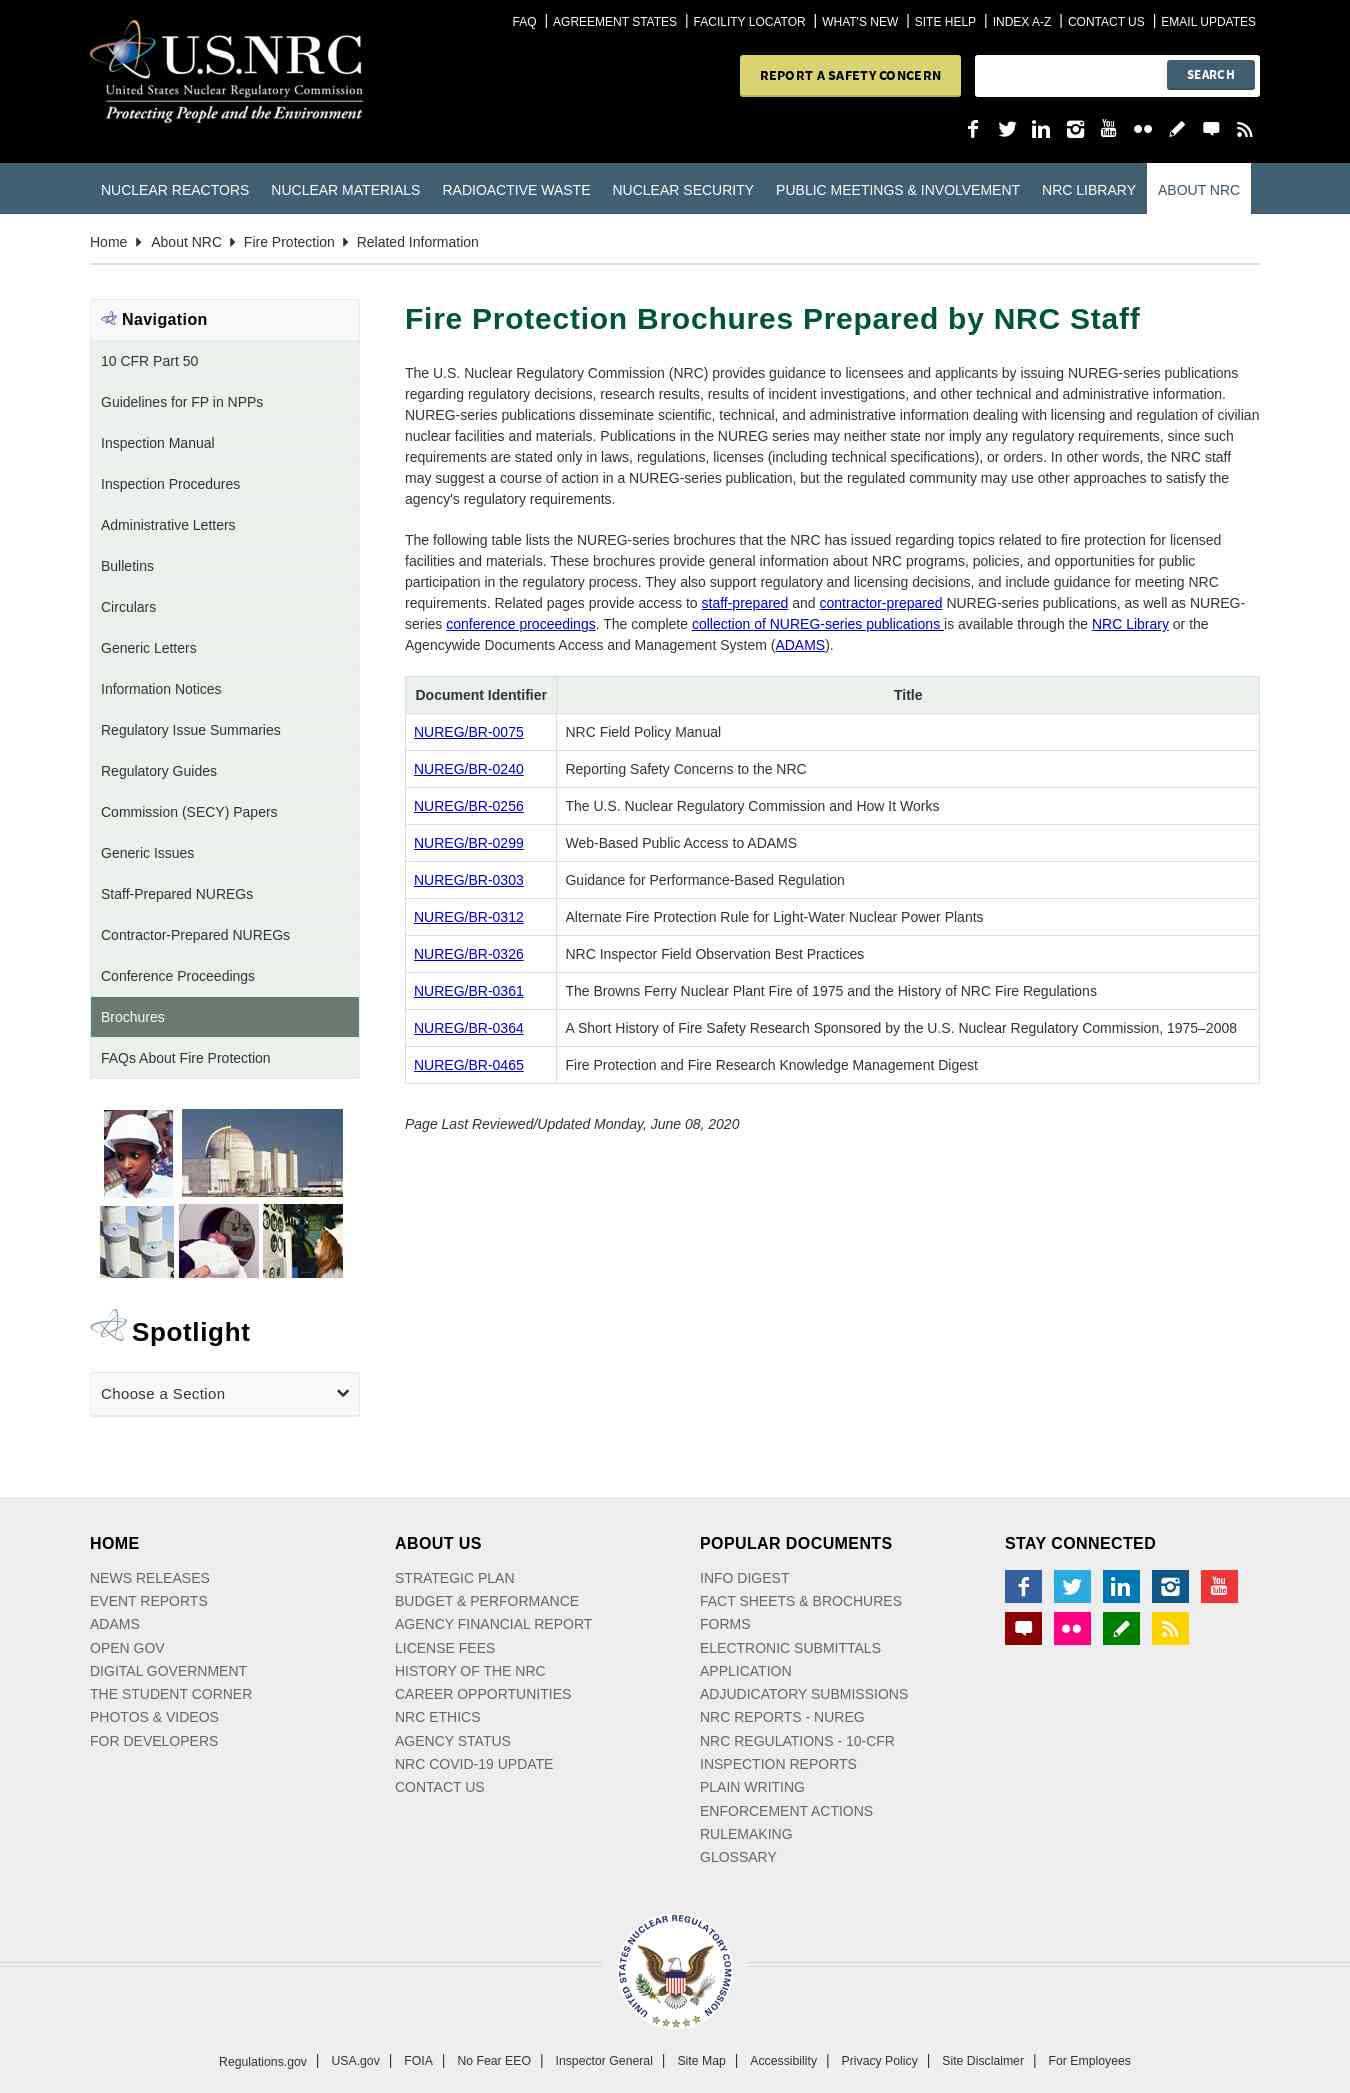 FAQ | AGREEMENT STATES | FACILITY LOCATOR | WHAT'S NEW | SITE HELP | INDEX A-Z | CONTACT US | EMAIL UPDATES
U.S.NRC
United States Nuclear Regulatory Commission
Protecting People and the Environment
REPORT A SAFETY CONCERN
SEARCH
NUCLEAR REACTORS NUCLEAR MATERIALS RADIOACTIVE WASTE NUCLEAR SECURITY PUBLIC MEETINGS & INVOLVEMENT NRC LIBRARY ABOUT NRC
Home About NRC Fire Protection Related Information
Navigation
10 CFR Part 50
Guidelines for FP in NPPs
Inspection Manual
Inspection Procedures
Administrative Letters
Bulletins
Circulars
Generic Letters
Information Notices
Regulatory Issue Summaries
Regulatory Guides
Commission (SECY) Papers
Generic Issues
Staff-Prepared NUREGs
Contractor-Prepared NUREGs
Conference Proceedings
Brochures
FAQs About Fire Protection
Spotlight
Choose a Section
Fire Protection Brochures Prepared by NRC Staff
The U.S. Nuclear Regulatory Commission (NRC) provides guidance to licensees and applicants by issuing NUREG-series publications
regarding regulatory decisions, research results, results of incident investigations, and other technical and administrative information.
NUREG-series publications disseminate scientific, technical, and administrative information dealing with licensing and regulation of civilian
nuclear facilities and materials. Publications in the NUREG series may neither state nor imply any regulatory requirements, since such
requirements are stated only in laws, regulations, licenses (including technical specifications), or orders. In other words, the NRC staff
may suggest a course of action in a NUREG-series publication, but the regulated community may use other approaches to satisfy the
agency's regulatory requirements.
The following table lists the NUREG-series brochures that the NRC has issued regarding topics related to fire protection for licensed
facilities and materials. These brochures provide general information about NRC programs, policies, and opportunities for public
participation in the regulatory process. They also support regulatory and licensing decisions, and include guidance for meeting NRC
requirements. Related pages provide access to staff-prepared and contractor-prepared NUREG-series publications, as well as NUREG-
series conference proceedings. The complete collection of NUREG-series publications is available through the NRC Library or the
Agencywide Documents Access and Management System (ADAMS).
Document Identifier Title
NUREG/BR-0075 NRC Field Policy Manual
NUREG/BR-0240 Reporting Safety Concerns to the NRC
NUREG/BR-0256 The U.S. Nuclear Regulatory Commission and How It Works
NUREG/BR-0299 Web-Based Public Access to ADAMS
NUREG/BR-0303 Guidance for Performance-Based Regulation
NUREG/BR-0312 Alternate Fire Protection Rule for Light-Water Nuclear Power Plants
NUREG/BR-0326 NRC Inspector Field Observation Best Practices
NUREG/BR-0361 The Browns Ferry Nuclear Plant Fire of 1975 and the History of NRC Fire Regulations
NUREG/BR-0364 A Short History of Fire Safety Research Sponsored by the U.S. Nuclear Regulatory Commission, 1975–2008
NUREG/BR-0465 Fire Protection and Fire Research Knowledge Management Digest
Page Last Reviewed/Updated Monday, June 08, 2020
HOME
NEWS RELEASES
EVENT REPORTS
ADAMS
OPEN GOV
DIGITAL GOVERNMENT
THE STUDENT CORNER
PHOTOS & VIDEOS
FOR DEVELOPERS
ABOUT US
STRATEGIC PLAN
BUDGET & PERFORMANCE
AGENCY FINANCIAL REPORT
LICENSE FEES
HISTORY OF THE NRC
CAREER OPPORTUNITIES
NRC ETHICS
AGENCY STATUS
NRC COVID-19 UPDATE
CONTACT US
POPULAR DOCUMENTS
INFO DIGEST
FACT SHEETS & BROCHURES
FORMS
ELECTRONIC SUBMITTALS
APPLICATION
ADJUDICATORY SUBMISSIONS
NRC REPORTS - NUREG
NRC REGULATIONS - 10-CFR
INSPECTION REPORTS
PLAIN WRITING
ENFORCEMENT ACTIONS
RULEMAKING
GLOSSARY
STAY CONNECTED
UNITED STATES NUCLEAR REGULATORY COMMISSION
Regulations.gov | USA.gov | FOIA | No Fear EEO | Inspector General | Site Map | Accessibility | Privacy Policy | Site Disclaimer | For Employees